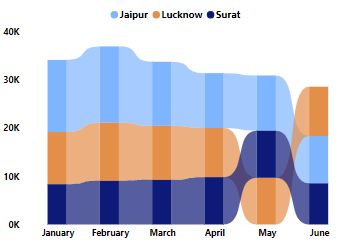 Jaipur Lucknow Surat
40K
30K
20K
10K
0K
January February March April May June